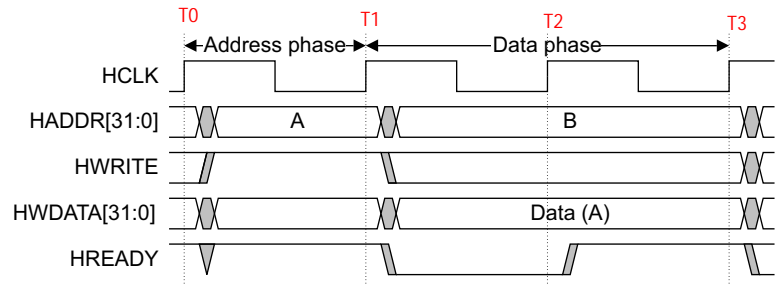 T0 T1 T2 T3
Address phase Data phase
HCLK
HADDR[31:0] A B
HWRITE
HWDATA[31:0] Data (A)
HREADY